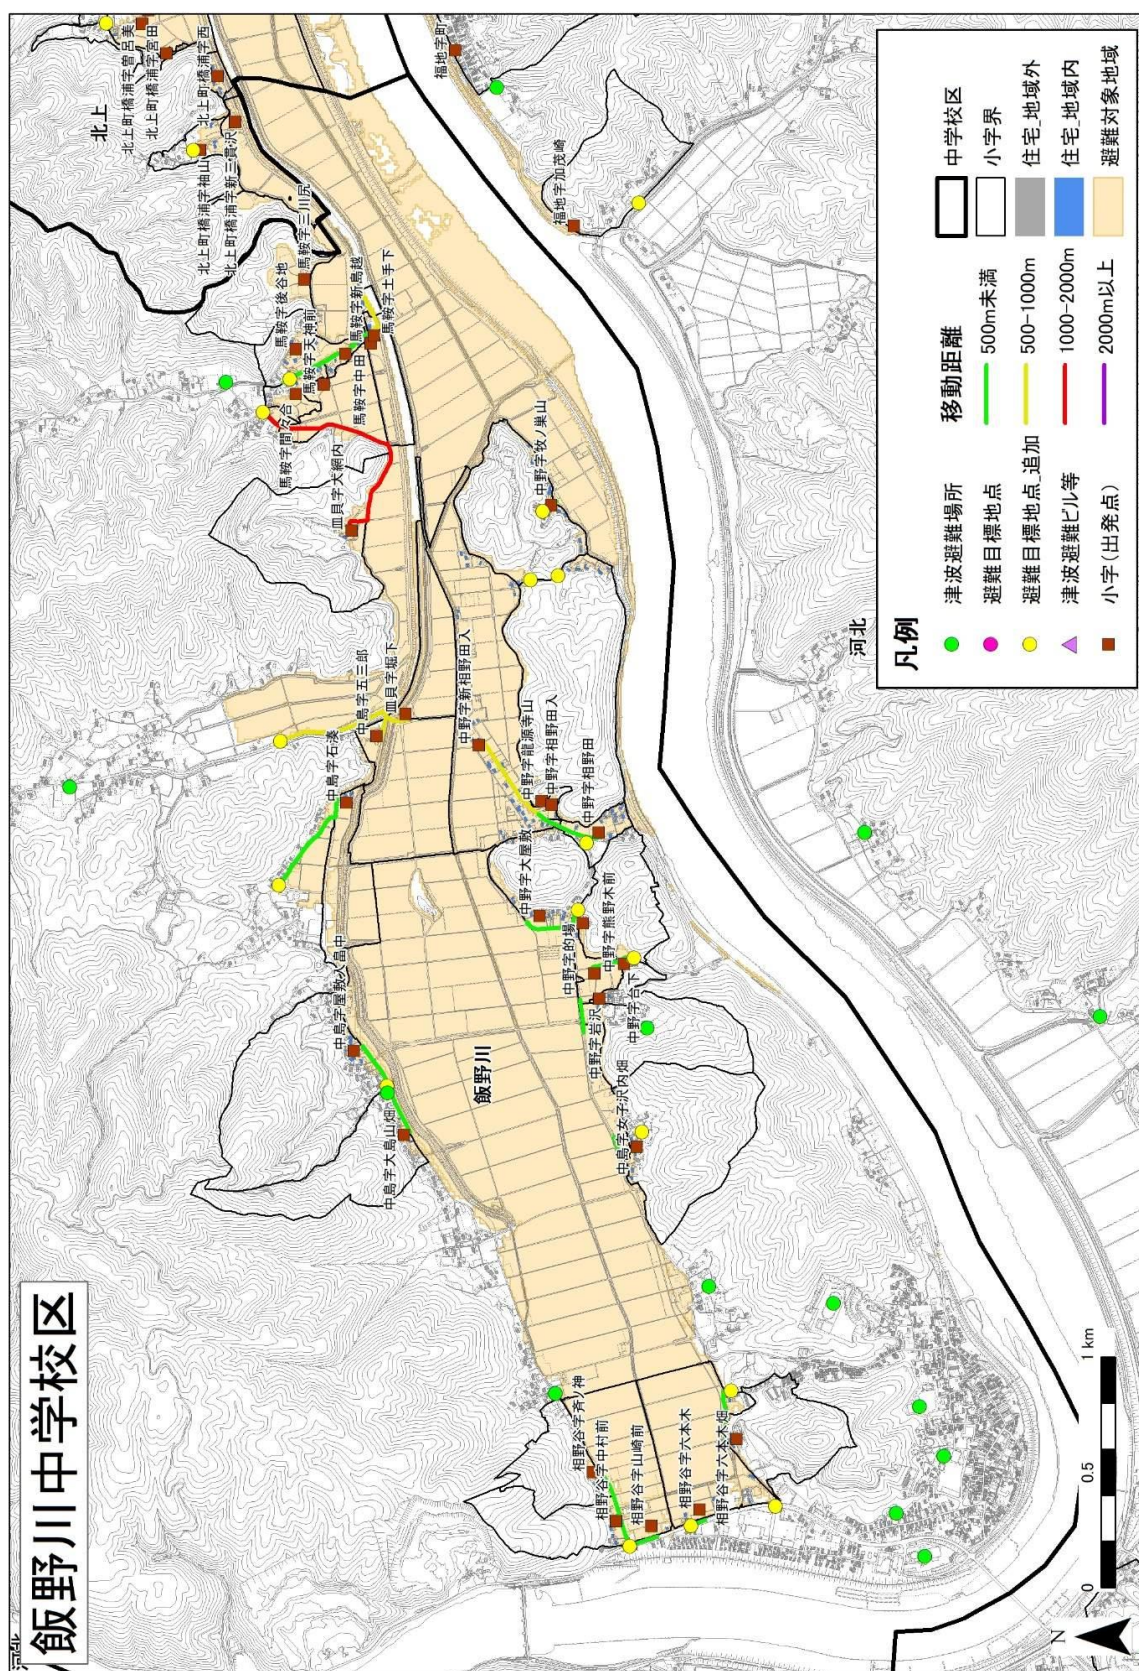 飯野川中学校区
河北
相野谷字斉ノ神
相野谷字中村前
相野谷字山崎前
相野谷字六本木
相野谷字六本木畑
中島字大畠山畑
中島字屋敷入畠中
飯野川
中島字女子沢内畑
中野字岩沢
中野字台下
中野字的場
中野字熊野木前
中野字大屋敷
中島字石湊
中島字五三郎
皿貝字堀下
中野字新相野田入
中野字龍源寺山
中野字相野田入
中野字相野田
皿貝字大網内
馬鞍字間々合
馬鞍字中田
馬鞍字天神前
馬鞍字後谷地
馬鞍字新島越
馬鞍字土手下
馬鞍字三川尻
中野字牧ノ巣山
北上
北上町橋浦字曽呂美
北上町橋浦字宮田
北上町橋浦字西
北上町橋浦字袖山
北上町橋浦字新三貫沢
福地字町
福地字加茂崎
河北
凡例
津波避難場所
避難目標地点
避難目標地点_追加
津波避難ビル等
小字（出発点）
移動距離
500m未満
500-1000m
1000-2000m
2000m以上
中学校区
小字界
住宅_地域外
住宅_地域内
避難対象地域
N
0 0.5 1 km